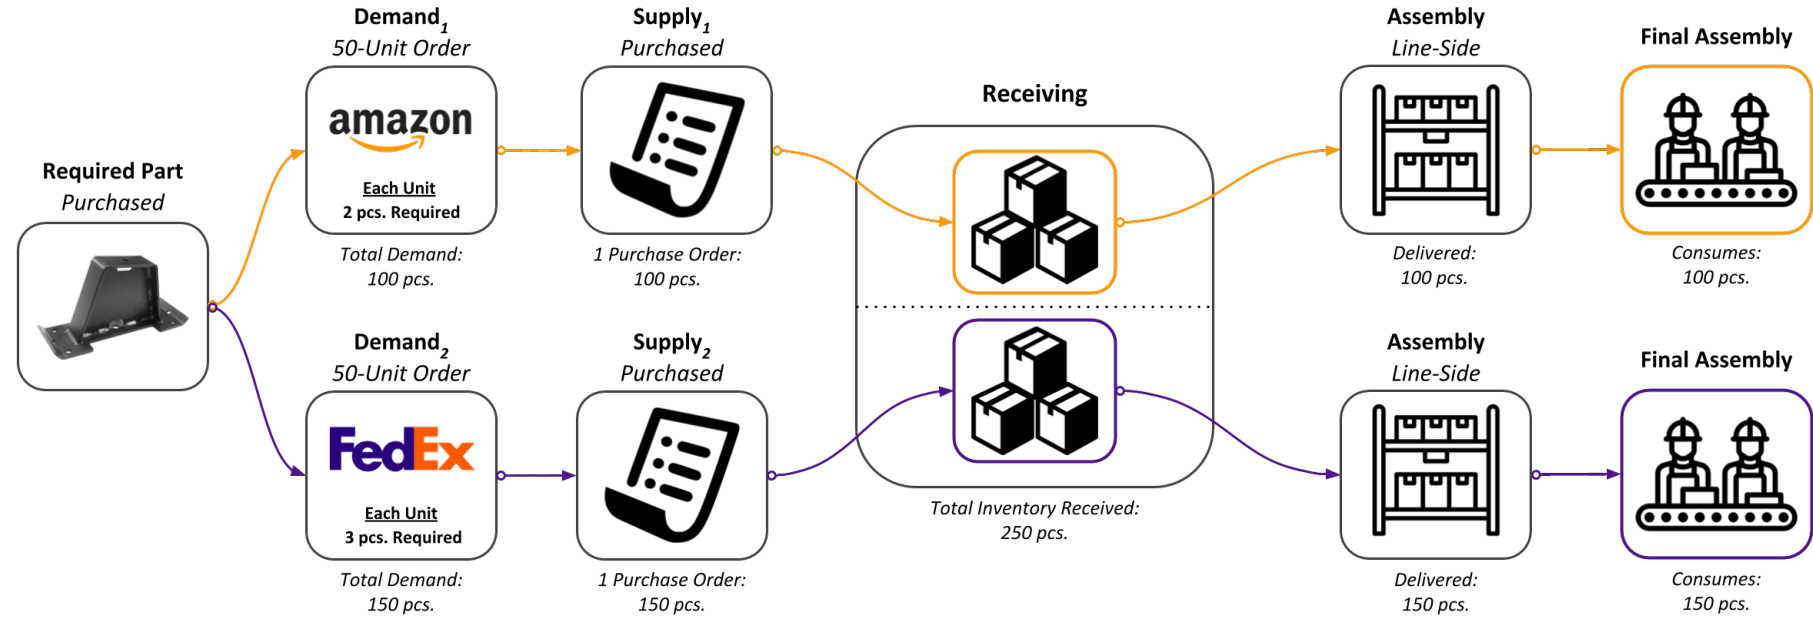 Required Part
Purchased
Demand1
50-Unit Order
amazon
Each Unit
2 pcs. Required
Total Demand:
100 pcs.
Supply1
Purchased
1 Purchase Order:
100 pcs.
Receiving
Assembly
Line-Side
Delivered:
100 pcs.
Final Assembly
Consumes:
100 pcs.
Demand2
50-Unit Order
FedEx
Each Unit
3 pcs. Required
Total Demand:
150 pcs.
Supply2
Purchased
1 Purchase Order:
150 pcs.
Total Inventory Received:
250 pcs.
Assembly
Line-Side
Delivered:
150 pcs.
Final Assembly
Consumes:
150 pcs.